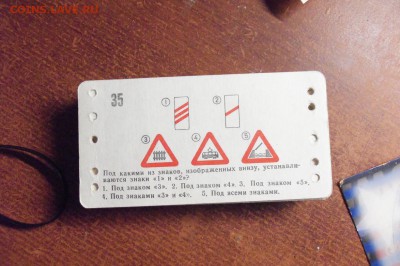 COINS.WAVE.RU
35
① ②
③ ④ ⑤
Под какими из знаков, изображенных внизу, устанавли-
ваются знаки «1» и «2»?
1. Под знаком «3». 2. Под знаком «4». 3. Под знаком «5».
4. Под знаками «3» и «4». 5. Под всеми знаками.